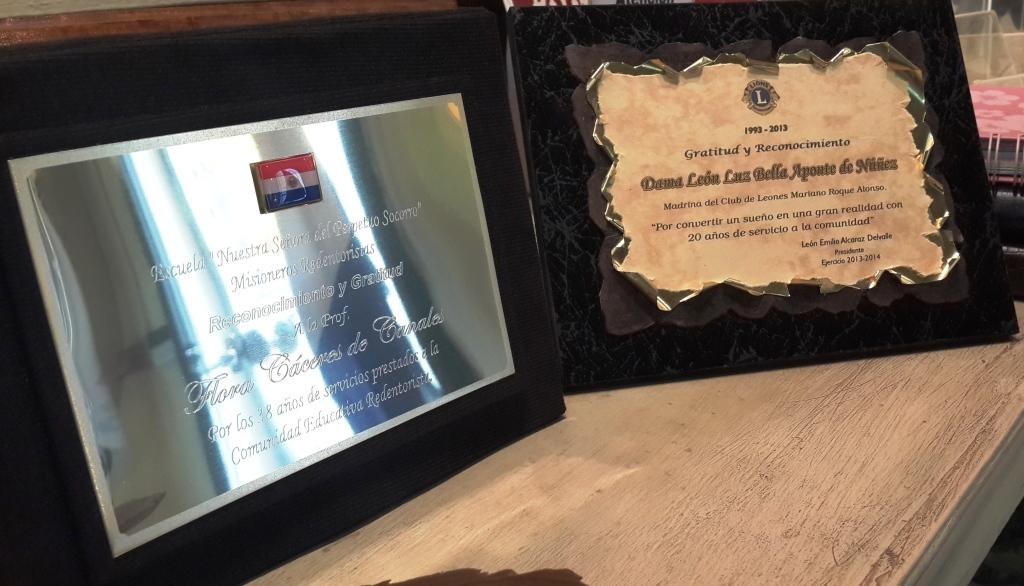 Escuela "Nuestra Señora del Perpetuo Socorro"
Misioneros Redentoristas
Reconocimiento y Gratitud
A la Prof.
Flora Cáceres de Canales
Por los 38 años de servicios prestados a la
Comunidad Educativa Redentorista.
LIONS
L
1993 - 2013
Gratitud y Reconocimiento
Dama León Luz Bella Aponte de Núñez
Madrina del Club de Leones Mariano Roque Alonso.
"Por convertir un sueño en una gran realidad con
20 años de servicio a la comunidad"
León Emilio Alcaraz Delvalle
Presidente
Ejercicio 2013-2014